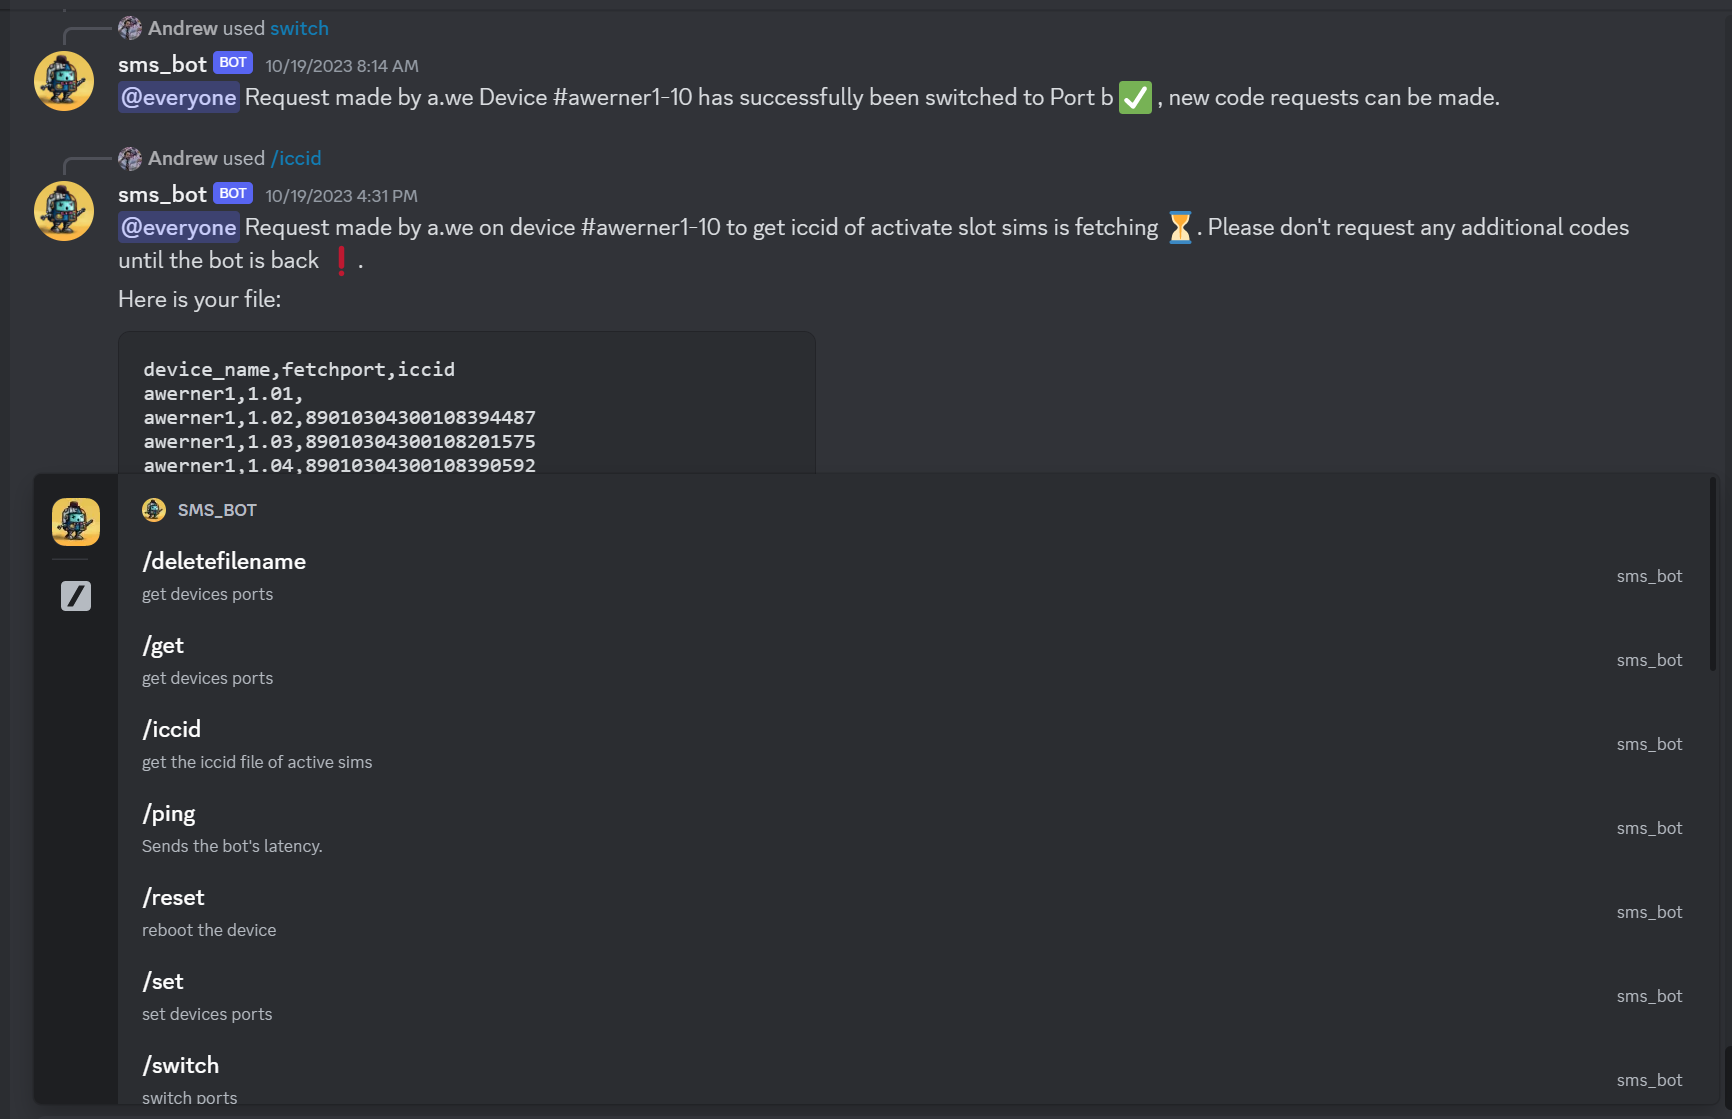 Andrew used switch
sms_bot BOT 10/19/2023 8:14 AM
@everyone Request made by a.we Device #awerner1-10 has successfully been switched to Port b ✅ , new code requests can be made.
Andrew used /iccid
sms_bot BOT 10/19/2023 4:31 PM
@everyone Request made by a.we on device #awerner1-10 to get iccid of activate slot sims is fetching ⏳. Please don't request any additional codes
until the bot is back ❗ .
Here is your file:
device_name,fetchport,iccid
awerner1,1.01,
awerner1,1.02,89010304300108394487
awerner1,1.03,89010304300108201575
awerner1,1.04,89010304300108390592
SMS_BOT
/deletefilename
get devices ports
sms_bot
/get
get devices ports
sms_bot
/iccid
get the iccid file of active sims
sms_bot
/ping
Sends the bot's latency.
sms_bot
/reset
reboot the device
sms_bot
/set
set devices ports
sms_bot
/switch
switch ports
sms_bot